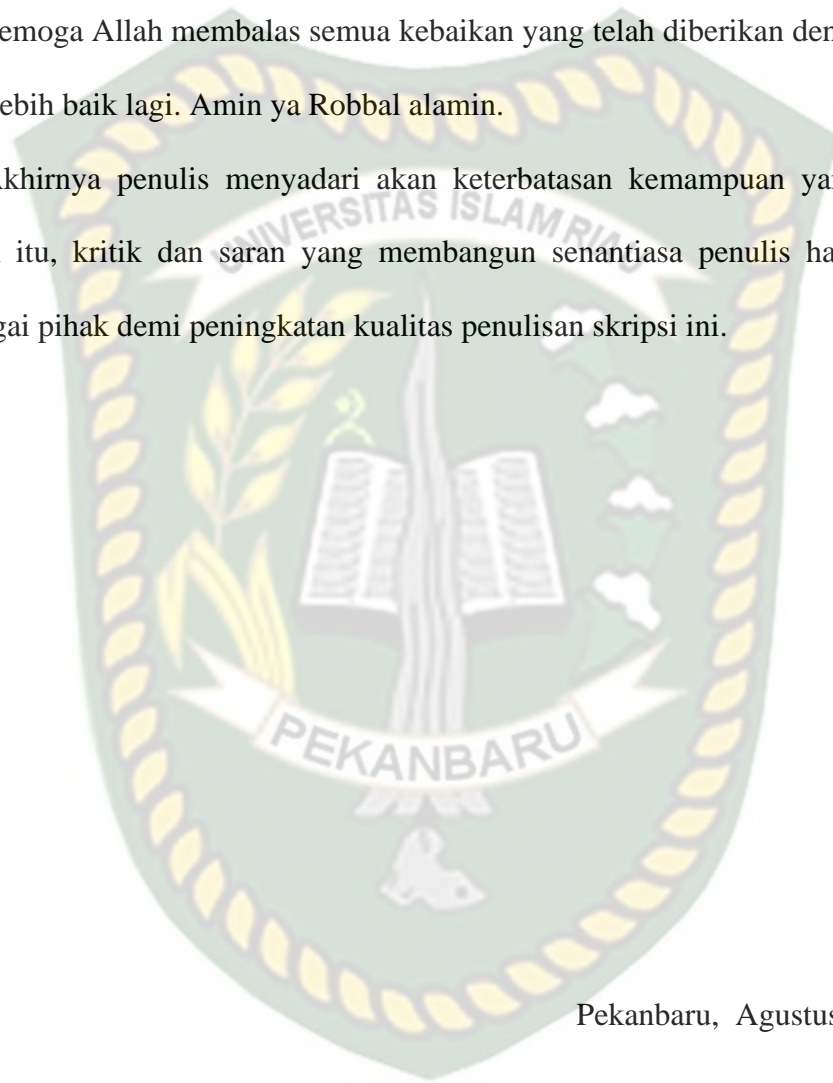 emoga Allah membalas semua kebaikan yang telah diberikan den
ebih baik lagi. Amin ya Robbal alamin.
khirnya penulis menyadari akan keterbatasan kemampuan ya
itu, kritik dan saran yang membangun senantiasa penulis ha
gai pihak demi peningkatan kualitas penulisan skripsi ini.
UNIVERSITAS ISLAM RIAU
PEKANBARU
Pekanbaru, Agustus